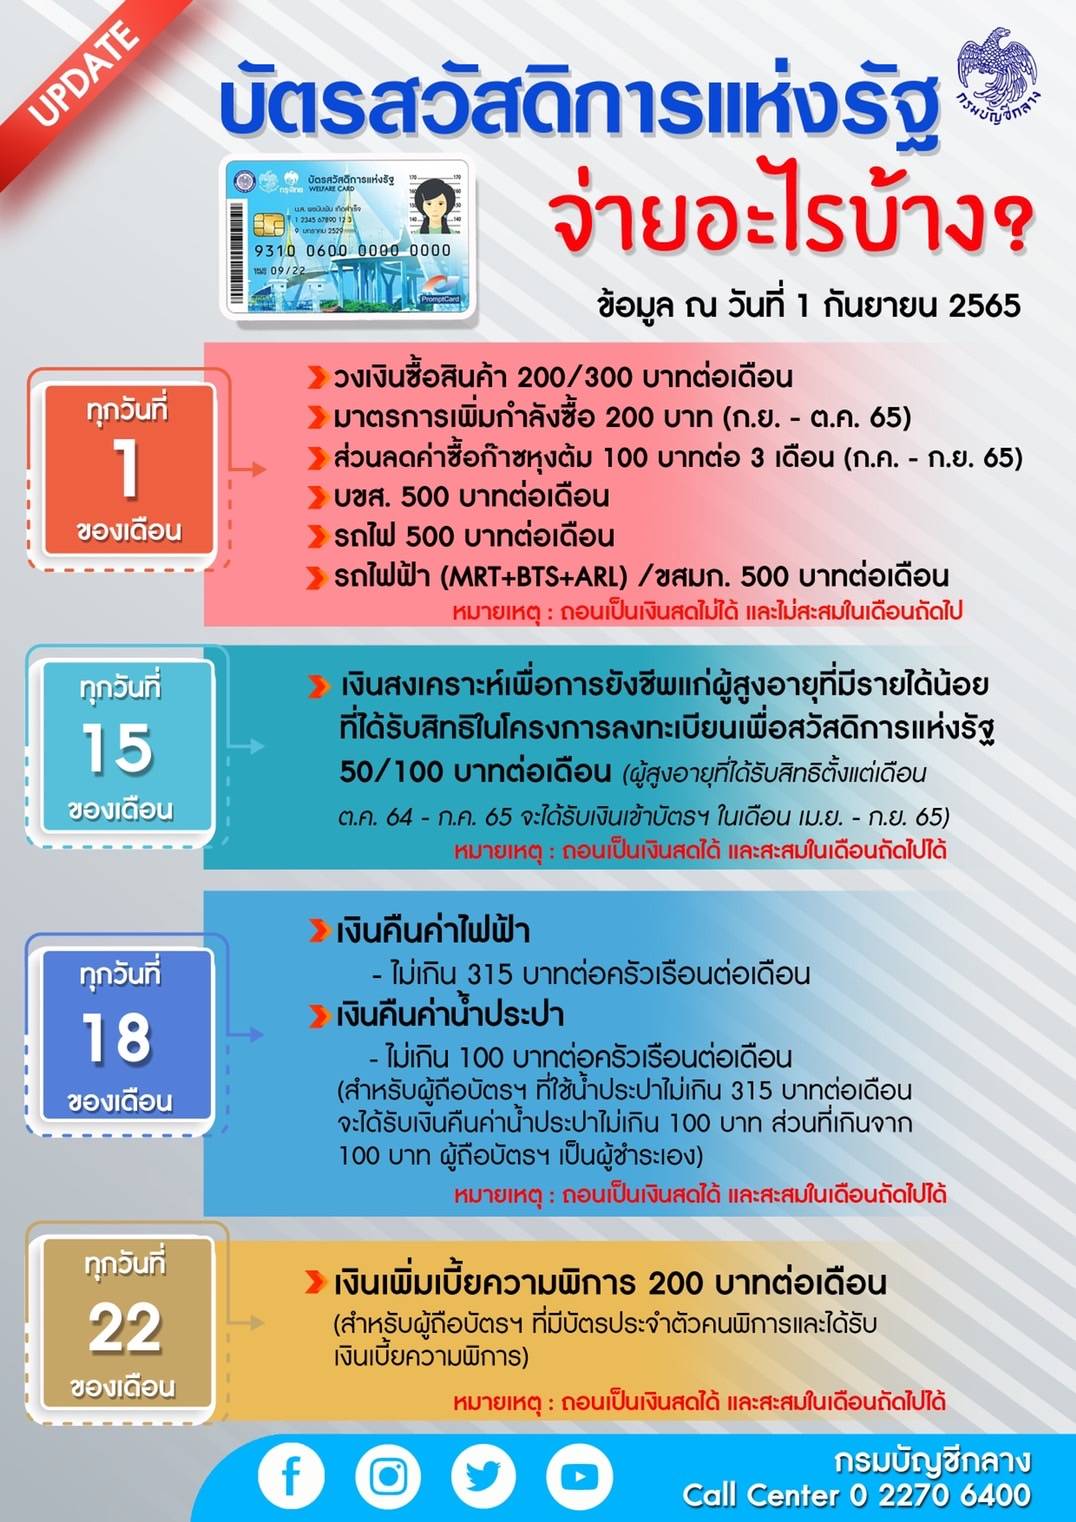 UPDATE
กรมบัญชีกลาง
บัตรสวัสดิการแห่งรัฐ
จ่ายอะไรบ้าง?
กรุงไทย
บัตรสวัสดิการแห่งรัฐ
WELFARE CARD
1 2345 67890 12 3
9 มกราคม 2529
9310 0600 0000 0000
09/22
PromptCard
ข้อมูล ณ วันที่ 1 กันยายน 2565
ทุกวันที่
1
ของเดือน
วงเงินซื้อสินค้า 200/300 บาทต่อเดือน
มาตรการเพิ่มกำลังซื้อ 200 บาท (ก.ย. - ต.ค. 65)
ส่วนลดค่าซื้อก๊าซหุงต้ม 100 บาทต่อ 3 เดือน (ก.ค. - ก.ย. 65)
บขส. 500 บาทต่อเดือน
รถไฟ 500 บาทต่อเดือน
รถไฟฟ้า (MRT+BTS+ARL) /ขสมก. 500 บาทต่อเดือน
หมายเหตุ : ถอนเป็นเงินสดไม่ได้ และไม่สะสมในเดือนถัดไป
ทุกวันที่
15
ของเดือน
เงินสงเคราะห์เพื่อการยังชีพแก่ผู้สูงอายุที่มีรายได้น้อย
ที่ได้รับสิทธิในโครงการลงทะเบียนเพื่อสวัสดิการแห่งรัฐ
50/100 บาทต่อเดือน (ผู้สูงอายุที่ได้รับสิทธิตั้งแต่เดือน
ต.ค. 64 - ก.ค. 65 จะได้รับเงินเข้าบัตรฯ ในเดือน เม.ย. - ก.ย. 65)
หมายเหตุ : ถอนเป็นเงินสดได้ และสะสมในเดือนถัดไปได้
ทุกวันที่
18
ของเดือน
เงินคืนค่าไฟฟ้า
- ไม่เกิน 315 บาทต่อครัวเรือนต่อเดือน
เงินคืนค่าน้ำประปา
- ไม่เกิน 100 บาทต่อครัวเรือนต่อเดือน
(สำหรับผู้ถือบัตรฯ ที่ใช้น้ำประปาไม่เกิน 315 บาทต่อเดือน
จะได้รับเงินคืนค่าน้ำประปาไม่เกิน 100 บาท ส่วนที่เกินจาก
100 บาท ผู้ถือบัตรฯ เป็นผู้ชำระเอง)
หมายเหตุ : ถอนเป็นเงินสดได้ และสะสมในเดือนถัดไปได้
ทุกวันที่
22
ของเดือน
เงินเพิ่มเบี้ยความพิการ 200 บาทต่อเดือน
(สำหรับผู้ถือบัตรฯ ที่มีบัตรประจำตัวคนพิการและได้รับ
เงินเบี้ยความพิการ)
หมายเหตุ : ถอนเป็นเงินสดได้ และสะสมในเดือนถัดไปได้
กรมบัญชีกลาง
Call Center 0 2270 6400